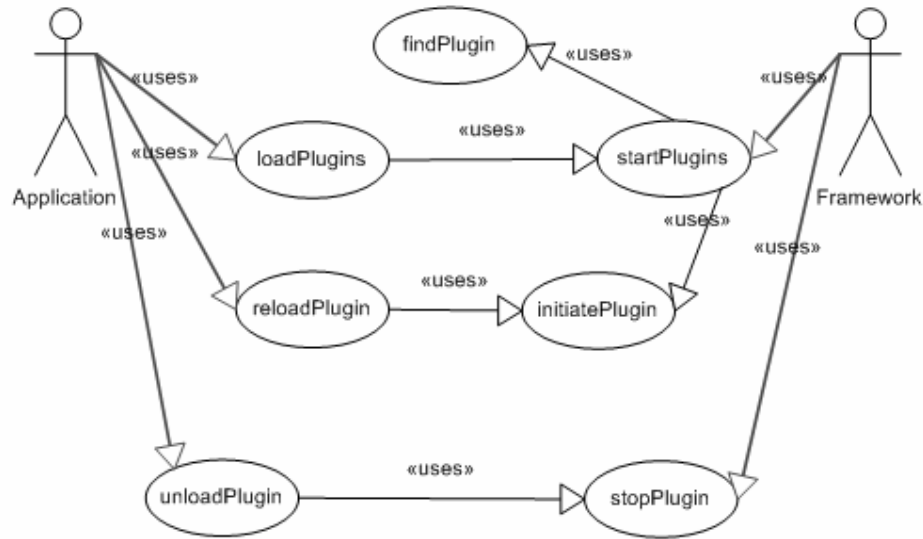 findPlugin
«uses»
«uses»
«uses»
«uses»
loadPlugins
startPlugins
«uses»
Application
Framework
«uses»
«uses»
«uses»
«uses»
reloadPlugin
initiatePlugin
«uses»
unloadPlugin
stopPlugin